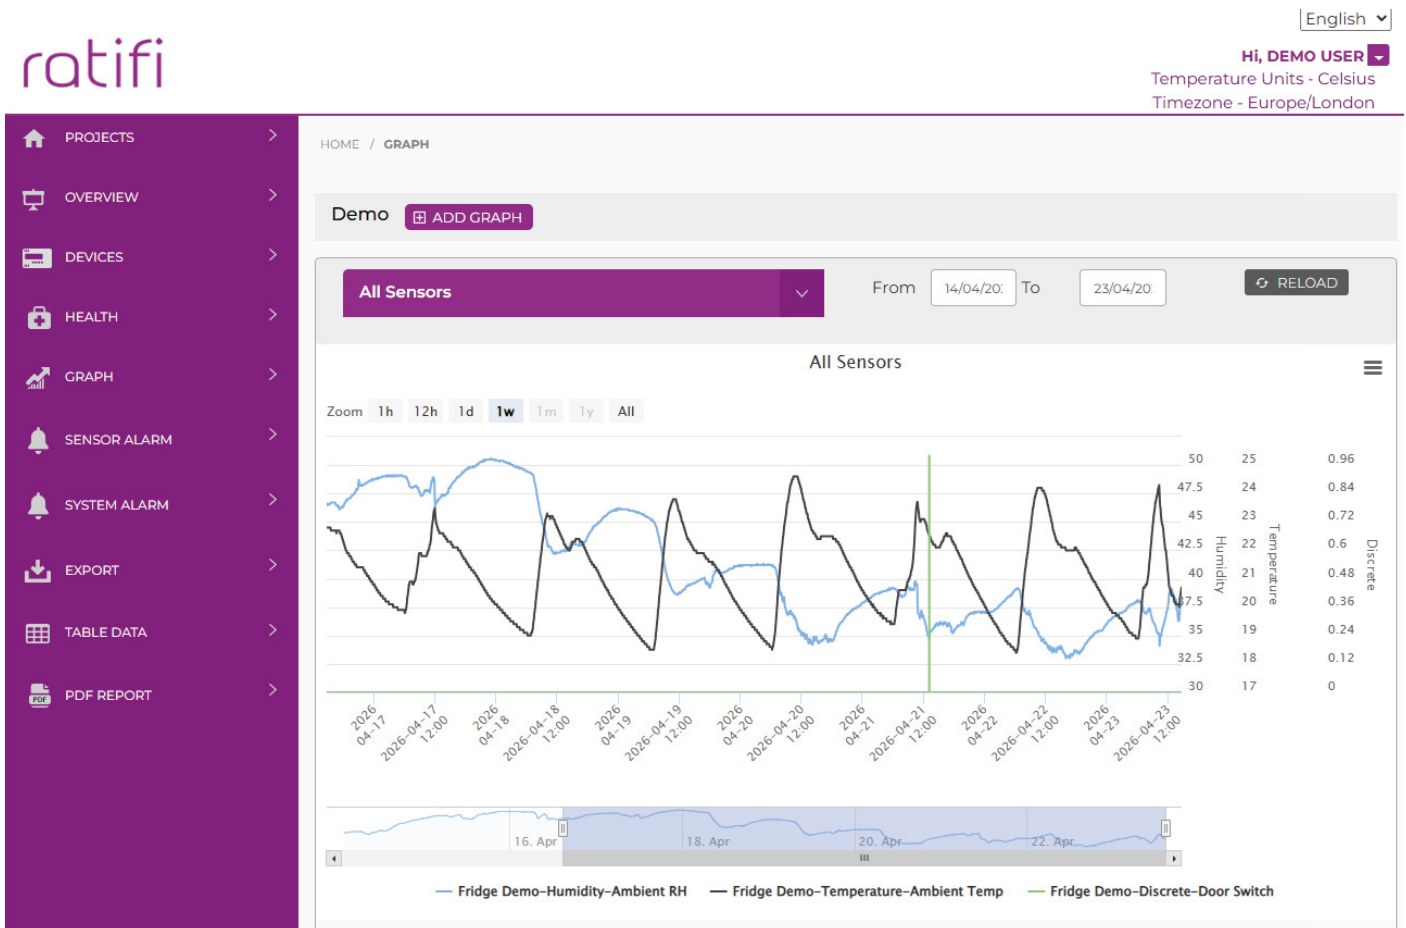 English
ratifi
Hi, DEMO USER
Temperature Units - Celsius
Timezone - Europe/London
PROJECTS
OVERVIEW
DEVICES
HEALTH
GRAPH
SENSOR ALARM
SYSTEM ALARM
EXPORT
TABLE DATA
PDF
PDF REPORT
HOME / GRAPH
Demo
ADD GRAPH
All Sensors
From
14/04/20
To
23/04/20
RELOAD
All Sensors
Zoom 1h 12h 1d 1w 1m 1y All
50 25 0.96
47.5 24 0.84
45 23 0.72
42.5 22 0.6
40 21 0.48
37.5 20 0.36
35 19 0.24
32.5 18 0.12
30 17 0
Humidity
Temperature
Discrete
2026
04-17
2026-04-17
12:00
2026
04-18
2026-04-18
12:00
2026
04-19
2026-04-19
12:00
2026
04-20
2026-04-20
12:00
2026
04-21
2026-04-21
12:00
2026
04-22
2026-04-22
12:00
2026
04-23
2026-04-23
12:00
16. Apr 18. Apr 20. Apr 22. Apr
Fridge Demo-Humidity-Ambient RH
Fridge Demo-Temperature-Ambient Temp
Fridge Demo-Discrete-Door Switch